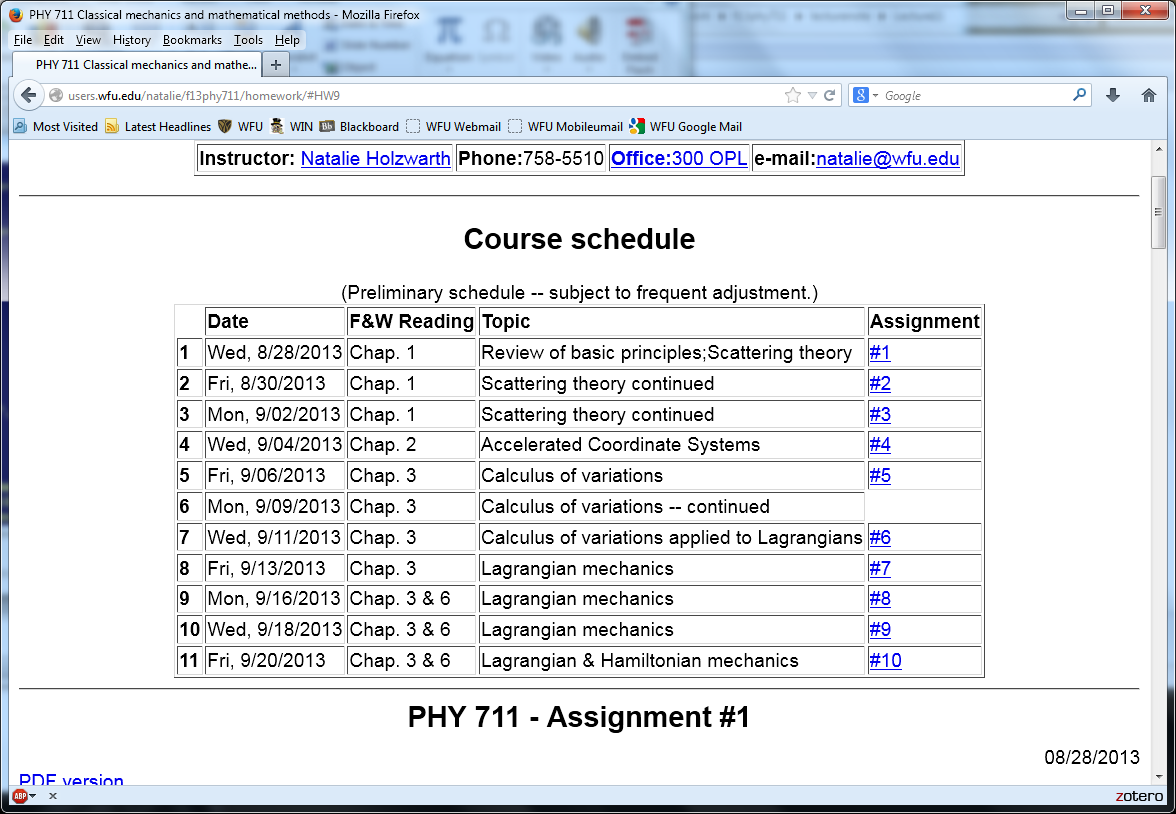 PHY 711 Classical mechanics and mathematical methods - Mozilla Firefox
File Edit View History Bookmarks Tools Help
PHY 711 Classical mechanics and mathe... +
users.wfu.edu/natalie/f13phy711/homework/#HW9 8 Google
Most Visited Latest Headlines WFU WIN Bb Blackboard WFU Webmail WFU Mobileumail WFU Google Mail
Instructor: Natalie Holzwarth Phone:758-5510 Office:300 OPL e-mail:natalie@wfu.edu
Course schedule
(Preliminary schedule -- subject to frequent adjustment.)
Date F&W Reading Topic Assignment
1 Wed, 8/28/2013 Chap. 1 Review of basic principles;Scattering theory #1
2 Fri, 8/30/2013 Chap. 1 Scattering theory continued #2
3 Mon, 9/02/2013 Chap. 1 Scattering theory continued #3
4 Wed, 9/04/2013 Chap. 2 Accelerated Coordinate Systems #4
5 Fri, 9/06/2013 Chap. 3 Calculus of variations #5
6 Mon, 9/09/2013 Chap. 3 Calculus of variations -- continued
7 Wed, 9/11/2013 Chap. 3 Calculus of variations applied to Lagrangians #6
8 Fri, 9/13/2013 Chap. 3 Lagrangian mechanics #7
9 Mon, 9/16/2013 Chap. 3 & 6 Lagrangian mechanics #8
10 Wed, 9/18/2013 Chap. 3 & 6 Lagrangian mechanics #9
11 Fri, 9/20/2013 Chap. 3 & 6 Lagrangian & Hamiltonian mechanics #10
PHY 711 - Assignment #1
08/28/2013
PDF version
ABP zotero